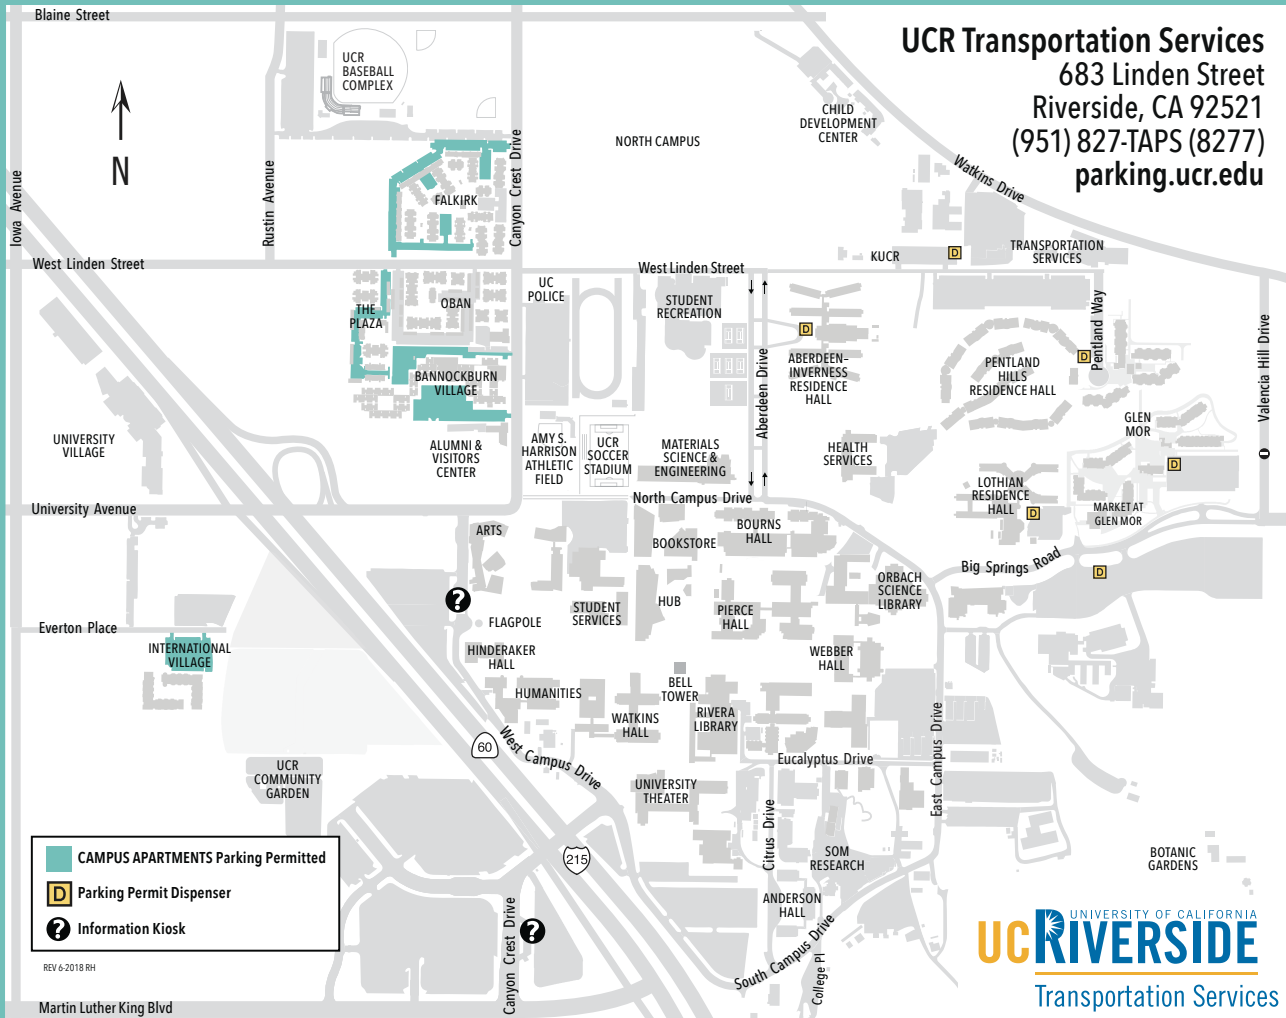 Blaine Street
UCR Transportation Services
683 Linden Street
Riverside, CA 92521
(951) 827-TAPS (8277)
parking.ucr.edu
UCR
BASEBALL
COMPLEX
N
CHILD
DEVELOPMENT
CENTER
NORTH CAMPUS
Watkins Drive
Iowa Avenue
Rustin Avenue
Canyon Crest Drive
FALKIRK
West Linden Street
West Linden Street
KUCR
D
TRANSPORTATION
SERVICES
UC
POLICE
OBAN
THE
PLAZA
STUDENT
RECREATION
D
ABERDEEN–
INVERNESS
RESIDENCE
HALL
Aberdeen Drive
PENTLAND
HILLS
RESIDENCE HALL
D
Pentland Way
Valencia Hill Drive
BANNOCKBURN
VILLAGE
GLEN
MOR
UNIVERSITY
VILLAGE
ALUMNI &
VISITORS
CENTER
AMY S.
HARRISON
ATHLETIC
FIELD
UCR
SOCCER
STADIUM
MATERIALS
SCIENCE &
ENGINEERING
HEALTH
SERVICES
D
LOTHIAN
RESIDENCE
HALL
D
MARKET AT
GLEN MOR
University Avenue
North Campus Drive
ARTS
BOOKSTORE
BOURNS
HALL
Big Springs Road
D
ORBACH
SCIENCE
LIBRARY
?
FLAGPOLE
STUDENT
SERVICES
HUB
PIERCE
HALL
Everton Place
INTERNATIONAL
VILLAGE
HINDERAKER
HALL
WEBBER
HALL
HUMANITIES
BELL
TOWER
WATKINS
HALL
RIVERA
LIBRARY
60
West Campus Drive
Eucalyptus Drive
East Campus Drive
UCR
COMMUNITY
GARDEN
UNIVERSITY
THEATER
Citrus Drive
215
SOM
RESEARCH
BOTANIC
GARDENS
CAMPUS APARTMENTS Parking Permitted
D Parking Permit Dispenser
? Information Kiosk
REV 6-2018 RH
ANDERSON
HALL
Canyon Crest Drive
?
South Campus Drive
College Pl
Martin Luther King Blvd
UNIVERSITY OF CALIFORNIA
UCRIVERSIDE
Transportation Services